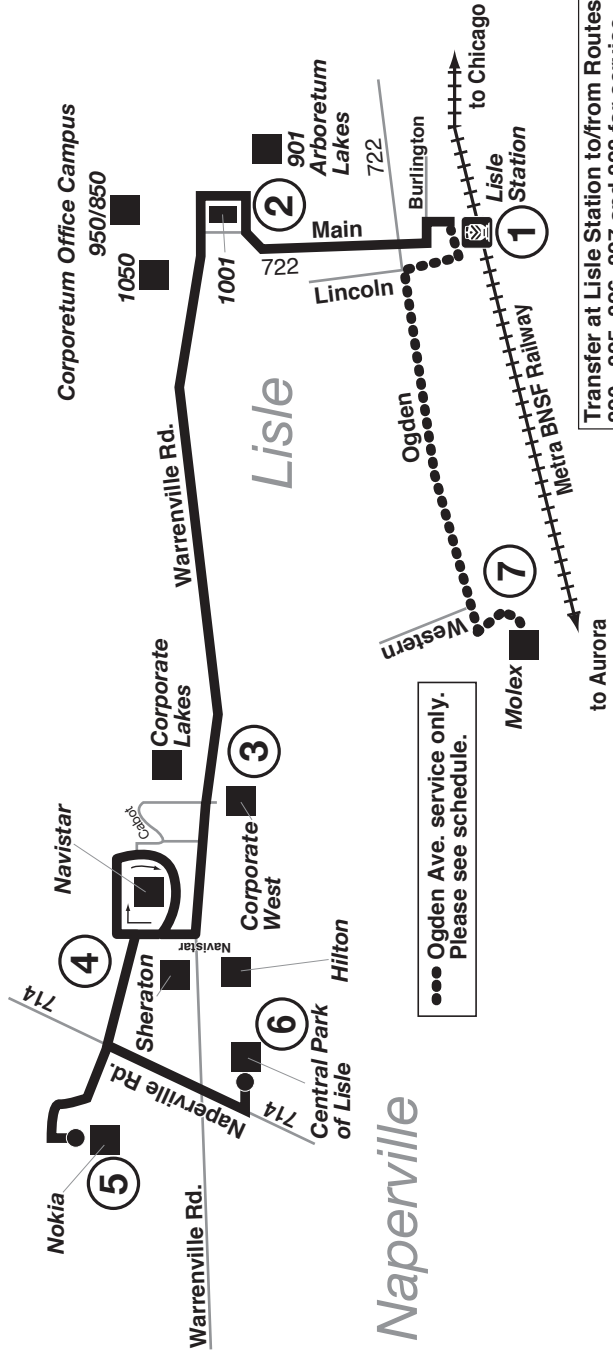 Corporetum Office Campus
950/850
1050
1001
2
901
Arboretum
Lakes
722
Main
722
Burlington
Lincoln
to Chicago
Lisle
Station
1
Warrenville Rd.
Lisle
Ogden
Metra BNSF Railway
Western
7
Molex
to Aurora
Corporate
Lakes
3
Cabot
Navistar
Corporate
West
4
Navistar
Sheraton
Hilton
714
6
Central Park
of Lisle
Naperville Rd.
714
Nokia
5
Warrenville Rd.
Naperville
Ogden Ave. service only.
Please see schedule.
Transfer at Lisle Station to/from Routes